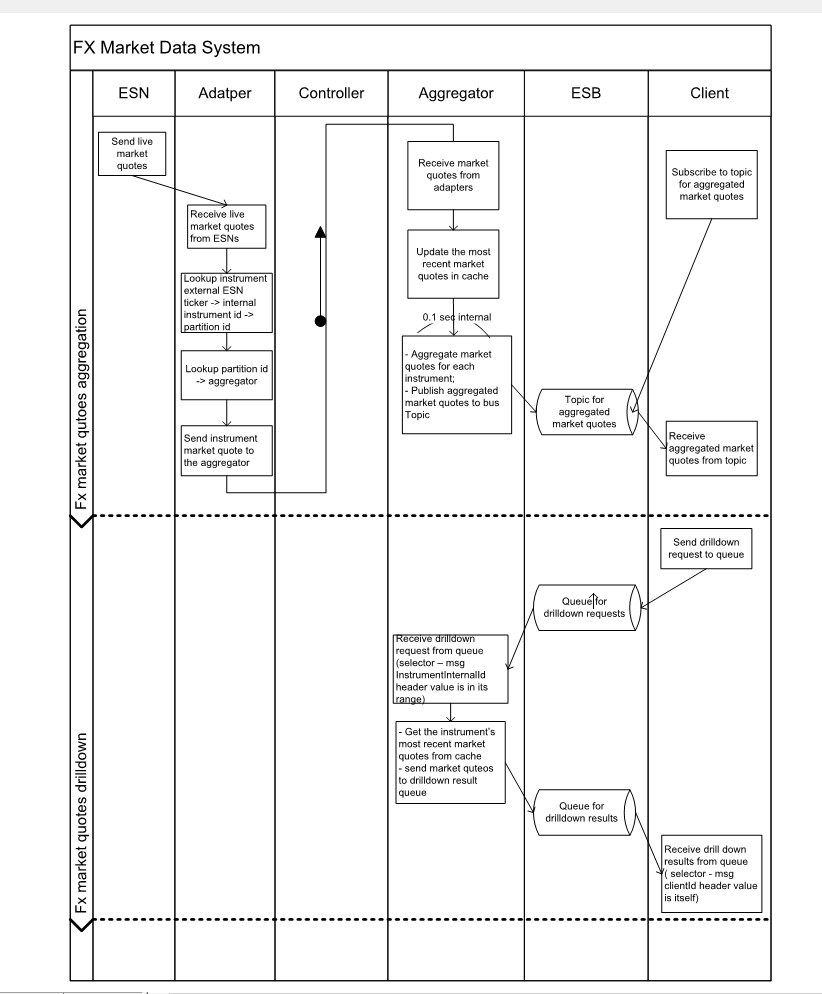 FX Market Data System
ESN
Adatper
Controller
Aggregator
ESB
Client
Fx market qutoes aggregation
Send live
market
quotes
Receive live
market quotes
from ESNs
Lookup instrument
external ESN
ticker -> internal
instrument id ->
partition id
Lookup partition id
-> aggregator
Send instrument
market quote to
the aggregator
Receive market
quotes from
adapters
Update the most
recent market
quotes in cache
0.1 sec internal
- Aggregate market
quotes for each
instrument;
- Publish aggregated
market quotes to bus
Topic
Topic for
aggregated
market quotes
Subscribe to topic
for aggregated
market quotes
Receive
aggregated market
quotes from topic
Fx market quotes drilldown
Send drilldown
request to queue
Queue for
drilldown requests
Receive drilldown
request from queue
(selector – msg
InstrumentInternalId
header value is in its
range)
- Get the instrument's
most recent market
quotes from cache
- send market quteos
to drilldown result
queue
Queue for
drilldown results
Receive drill down
results from queue
( selector - msg
clientId header value
is itself)